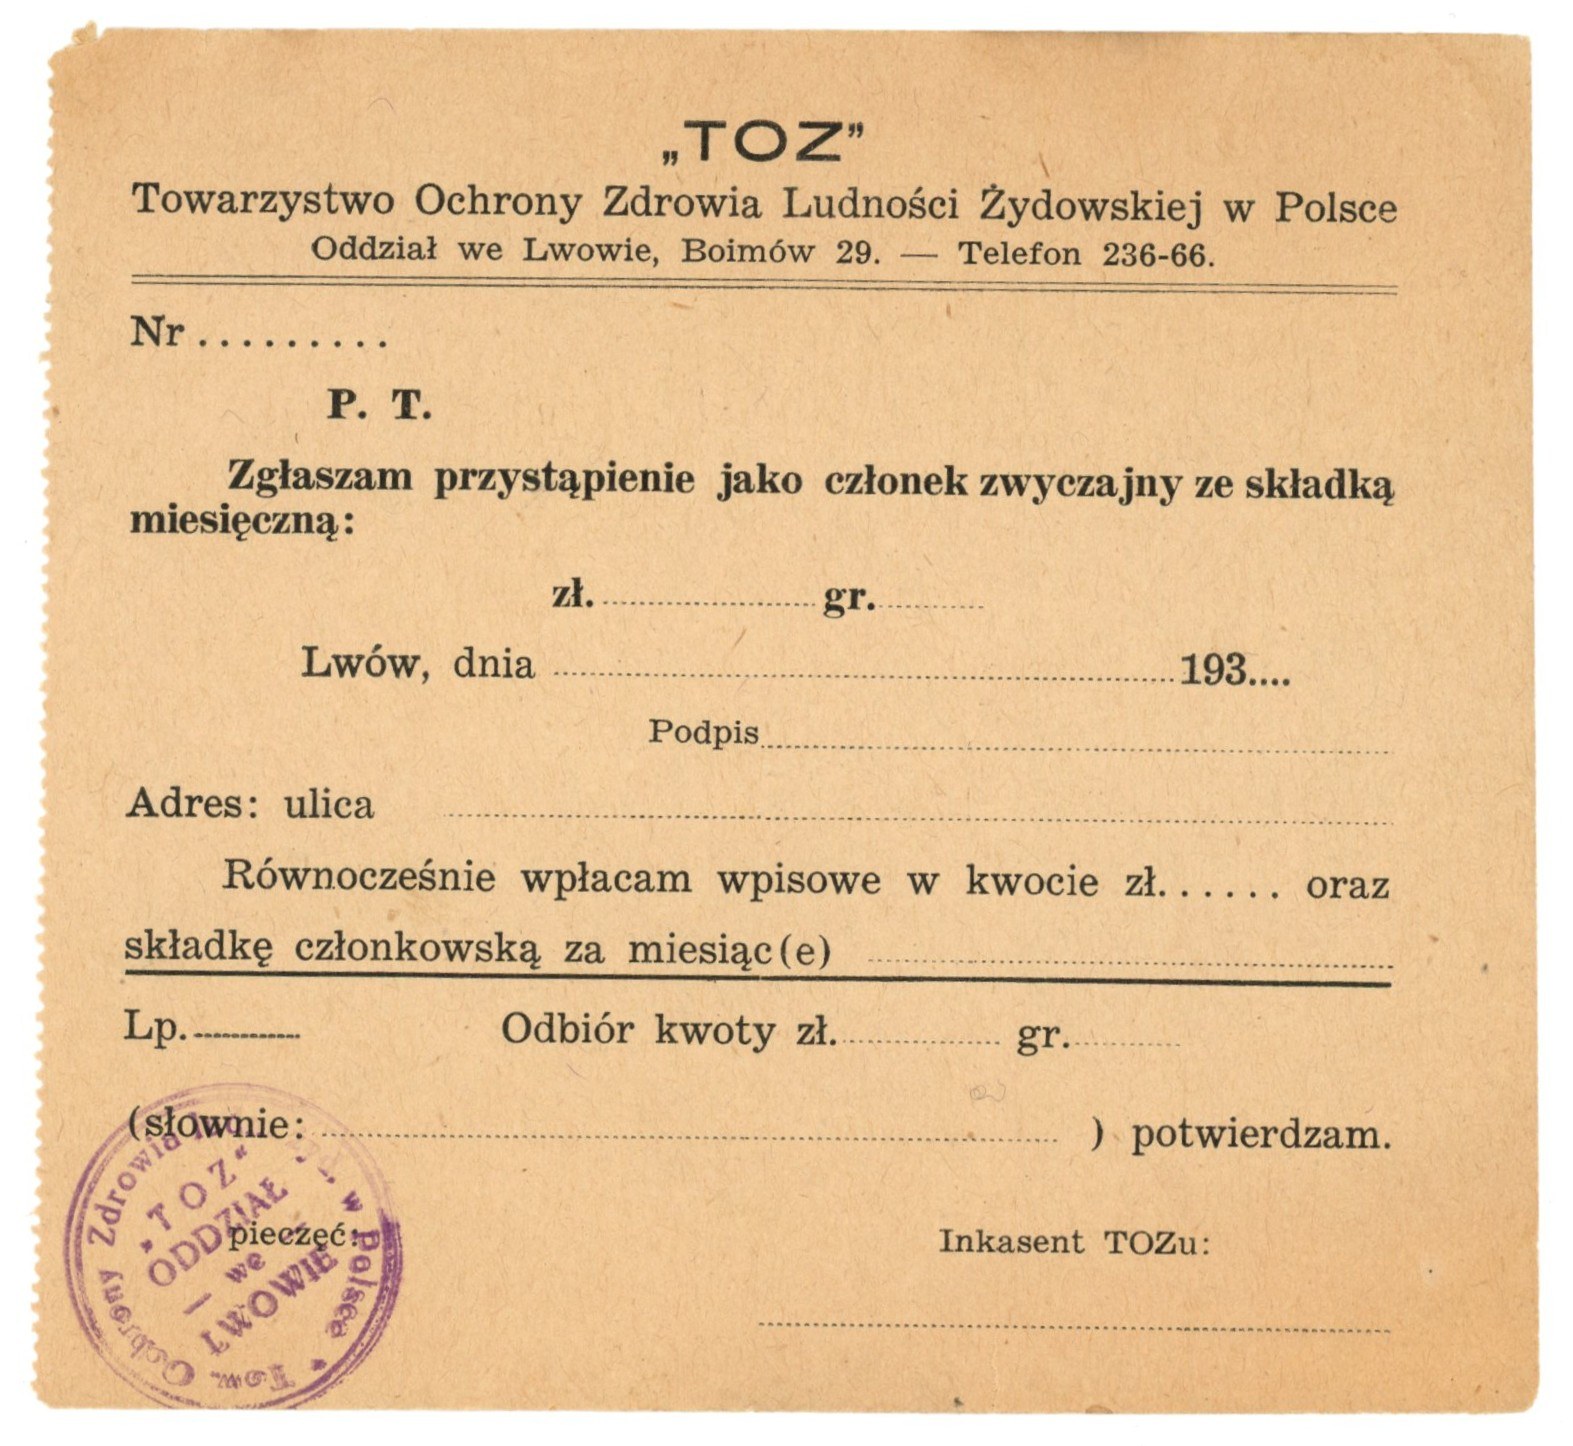 „TOZ”
Towarzystwo Ochrony Zdrowia Ludności Żydowskiej w Polsce
Oddział we Lwowie, Boimów 29. — Telefon 236-66.
Nr.........
P. T.
Zgłaszam przystąpienie jako członek zwyczajny ze składką
miesięczną:
zł.....................gr.............
Lwów, dnia ............................................................193....
Podpis............................................................
Adres: ulica ............................................................
Równocześnie wpłacam wpisowe w kwocie zł...... oraz
składkę członkowską za miesiąc(e) ............................................................
Lp............ Odbiór kwoty zł................ gr.............
(słownie: ............................................................ ) potwierdzam.
pieczęć: Inkasent TOZu:
............................................................
Tow. Ochrony Zdrowia w Polsce *
„TOZ“
ODDZIAŁ
— we —
LWOWIE